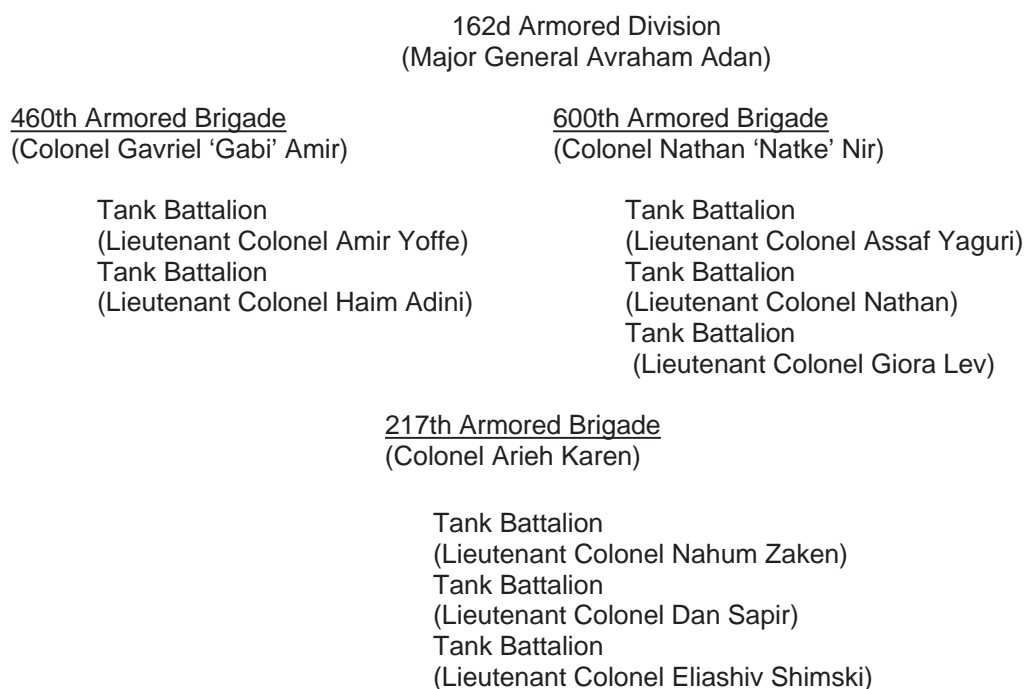 162d Armored Division
(Major General Avraham Adan)
460th Armored Brigade
(Colonel Gavriel ‘Gabi’ Amir)
Tank Battalion
(Lieutenant Colonel Amir Yoffe)
Tank Battalion
(Lieutenant Colonel Haim Adini)
600th Armored Brigade
(Colonel Nathan ‘Natke’ Nir)
Tank Battalion
(Lieutenant Colonel Assaf Yaguri)
Tank Battalion
(Lieutenant Colonel Nathan)
Tank Battalion
(Lieutenant Colonel Giora Lev)
217th Armored Brigade
(Colonel Arieh Karen)
Tank Battalion
(Lieutenant Colonel Nahum Zaken)
Tank Battalion
(Lieutenant Colonel Dan Sapir)
Tank Battalion
(Lieutenant Colonel Eliashiv Shimski)